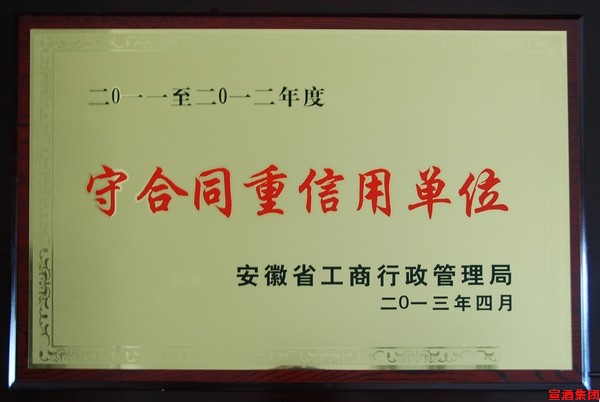 二0一一至二0一二年度
守合同重信用单位
安徽省工商行政管理局
二0一三年四月
宣酒集团